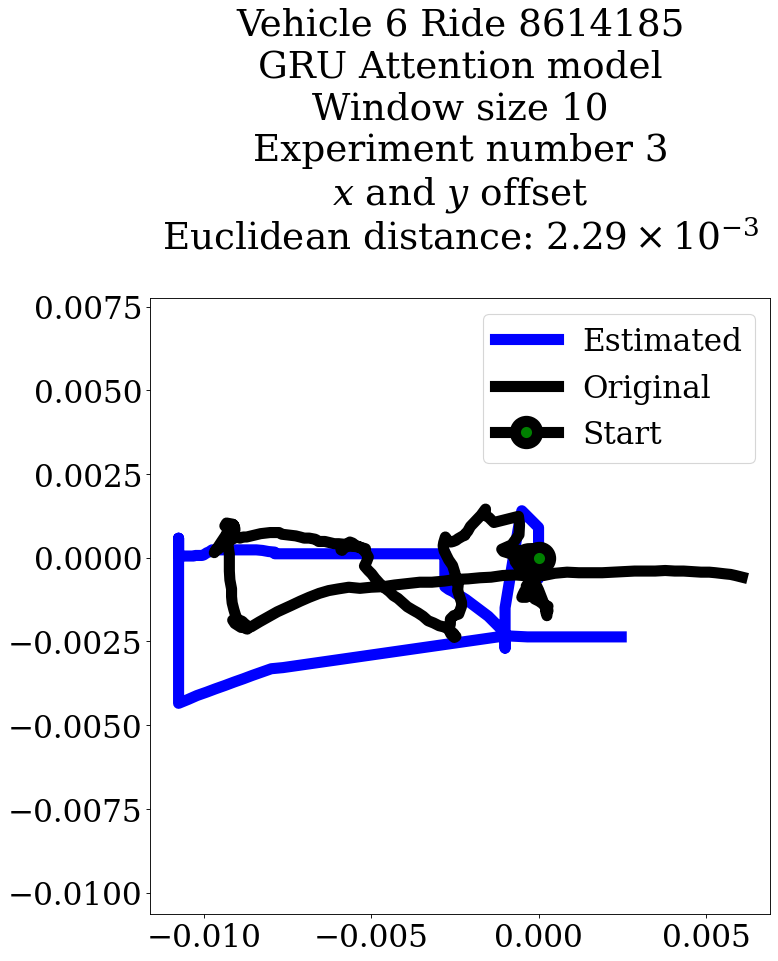 Vehicle 6 Ride 8614185
GRU Attention model
Window size 10
Experiment number 3
x and y offset
Euclidean distance: 2.29 × 10⁻³
0.0075
0.0050
0.0025
0.0000
−0.0025
−0.0050
−0.0075
−0.0100
Estimated
Original
Start
−0.010
−0.005
0.000
0.005